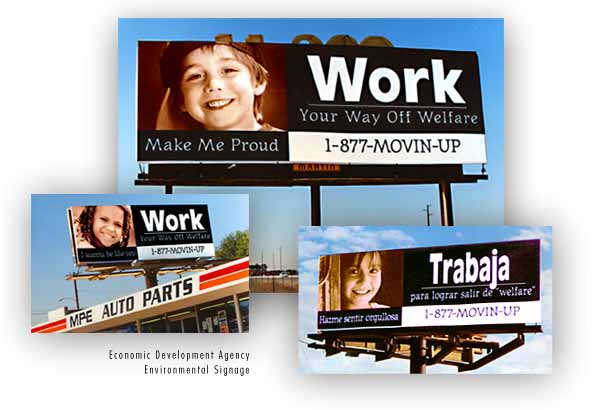 Work
Your Way Off Welfare
Make Me Proud
1-877-MOVIN-UP
MARTIN
Work
Your Way Off Welfare
I wanna be like you
1-877-MOVIN-UP
MPE AUTO PARTS
Trabaja
para lograr salir de "welfare"
Hazme sentir orgullosa
1-877-MOVIN-UP
Economic Development Agency
Environmental Signage